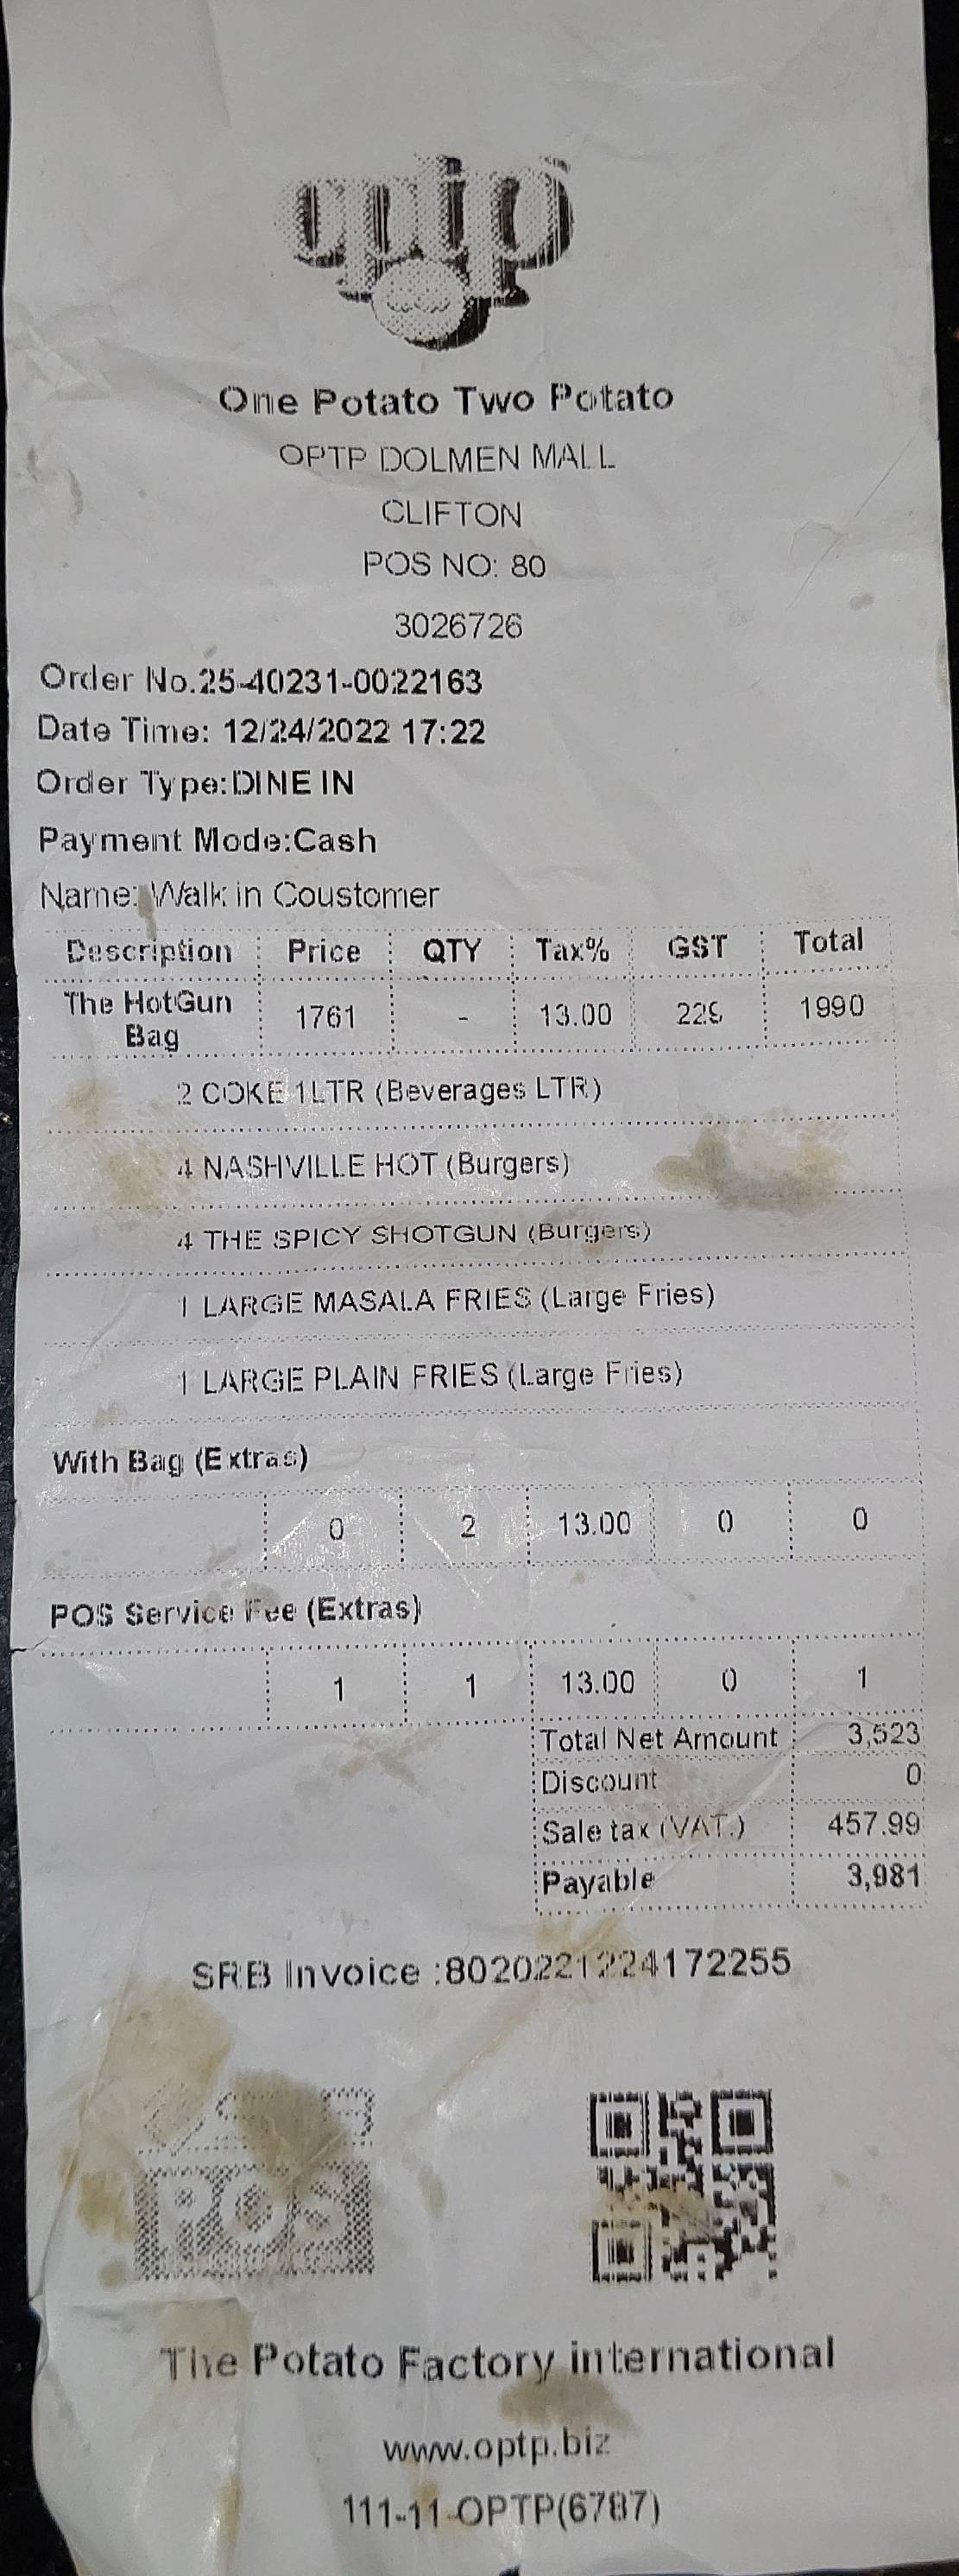 optp
One Potato Two Potato
OPTP DOLMEN MALL
CLIFTON
POS NO: 80
3026726
Order No.25-40231-0022163
Date Time: 12/24/2022 17:22
Order Type:DINE IN
Payment Mode:Cash
Name: Walk in Coustomer
Description Price QTY Tax% GST Total
The HotGun Bag 1761 - 13.00 229 1990
2 COKE 1LTR (Beverages LTR)
4 NASHVILLE HOT (Burgers)
4 THE SPICY SHOTGUN (Burgers)
1 LARGE MASALA FRIES (Large Fries)
1 LARGE PLAIN FRIES (Large Fries)
With Bag (Extras)
0 2 13.00 0 0
POS Service Fee (Extras)
1 1 13.00 0 1
Total Net Amount 3,523
Discount 0
Sale tax (VAT.) 457.99
Payable 3,981
SRB Invoice :8020221224172255
POS
The Potato Factory international
www.optp.biz
111-11-OPTP(6787)